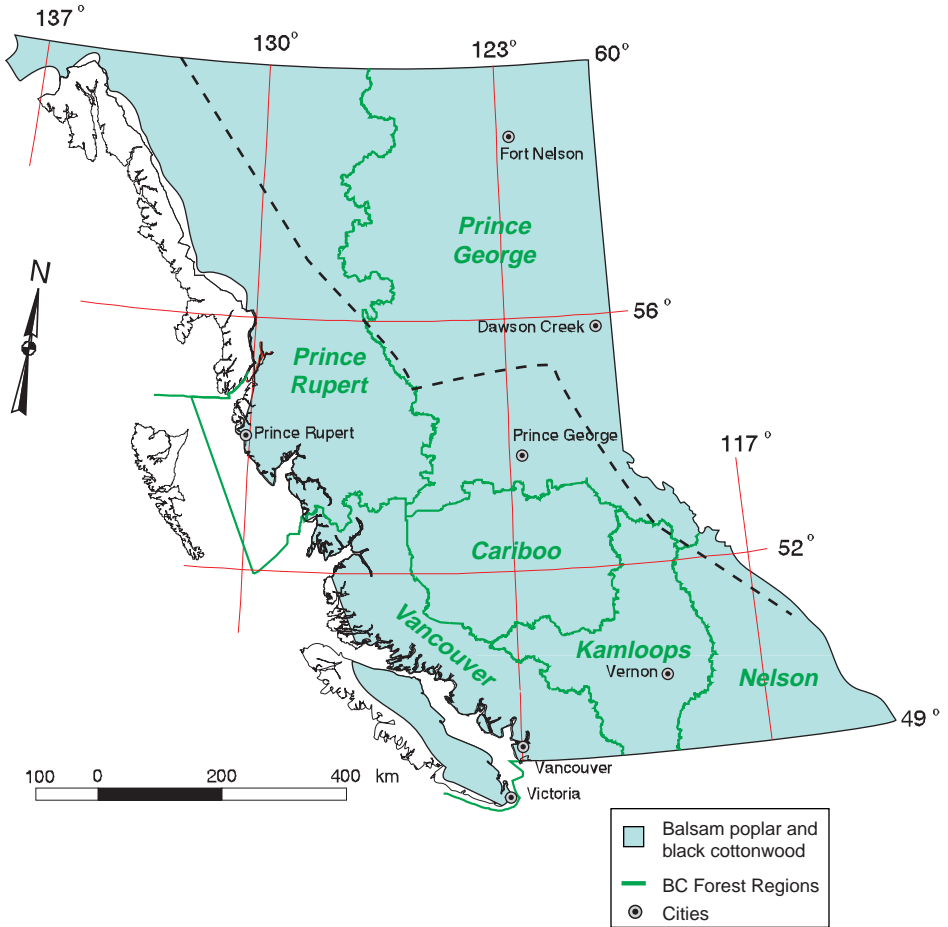 137°
130°
123°
60°
Fort Nelson
Prince
George
N
56°
Dawson Creek
Prince
Rupert
Prince Rupert
Prince George
117°
Cariboo
52°
Vancouver
Kamloops
Vernon
Nelson
49°
100 0 200 400 km
Vancouver
Victoria
Balsam poplar and
black cottonwood
BC Forest Regions
Cities